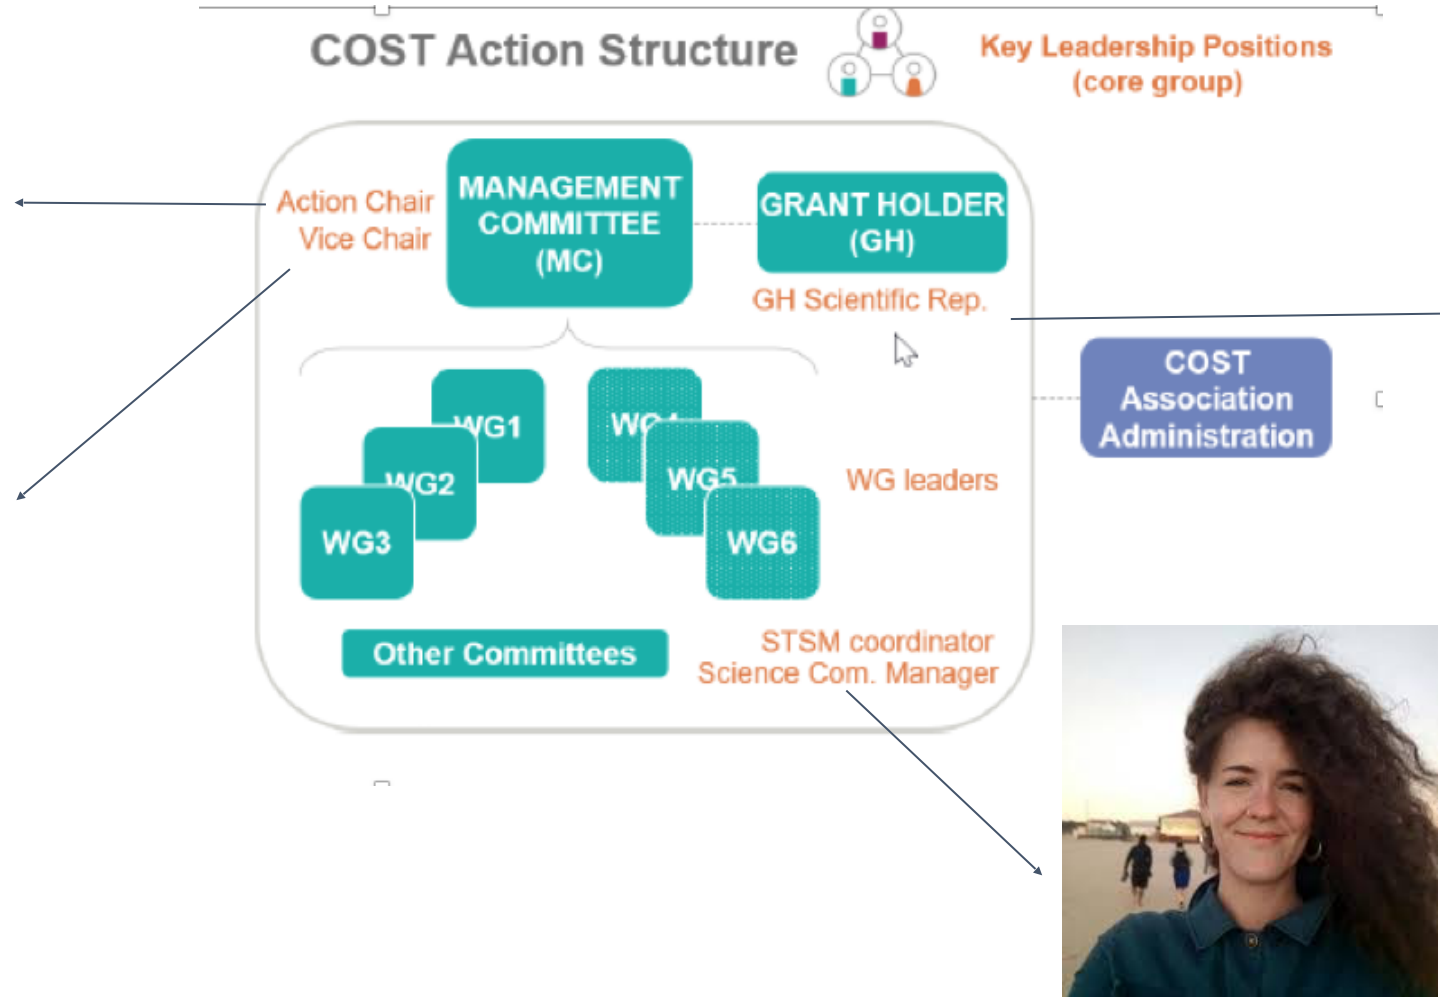 COST Action Structure
Key Leadership Positions
(core group)
Action Chair
Vice Chair
MANAGEMENT
COMMITTEE
(MC)
GRANT HOLDER
(GH)
GH Scientific Rep.
COST
Association
Administration
WG1
WG2
WG3
WG4
WG5
WG6
WG leaders
Other Committees
STSM coordinator
Science Com. Manager